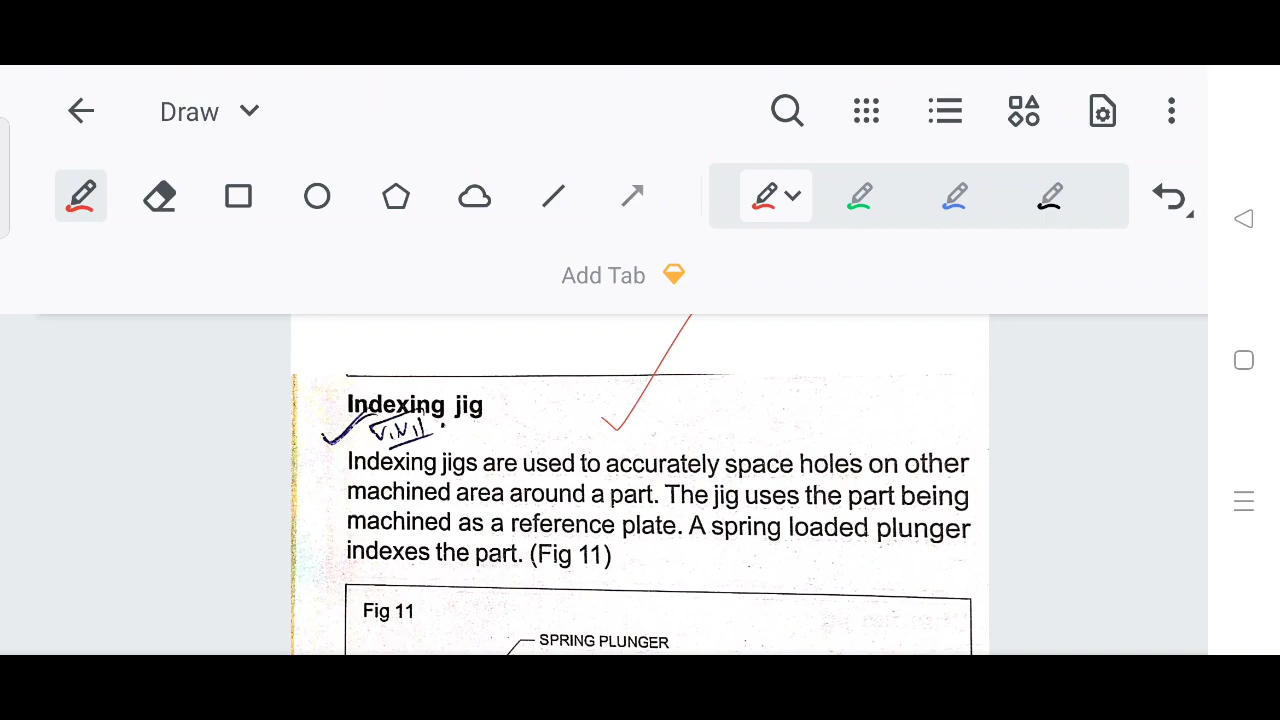 Draw
Add Tab
Indexing jig
Indexing jigs are used to accurately space holes on other
machined area around a part. The jig uses the part being
machined as a reference plate. A spring loaded plunger
indexes the part. (Fig 11)
Fig 11
SPRING PLUNGER